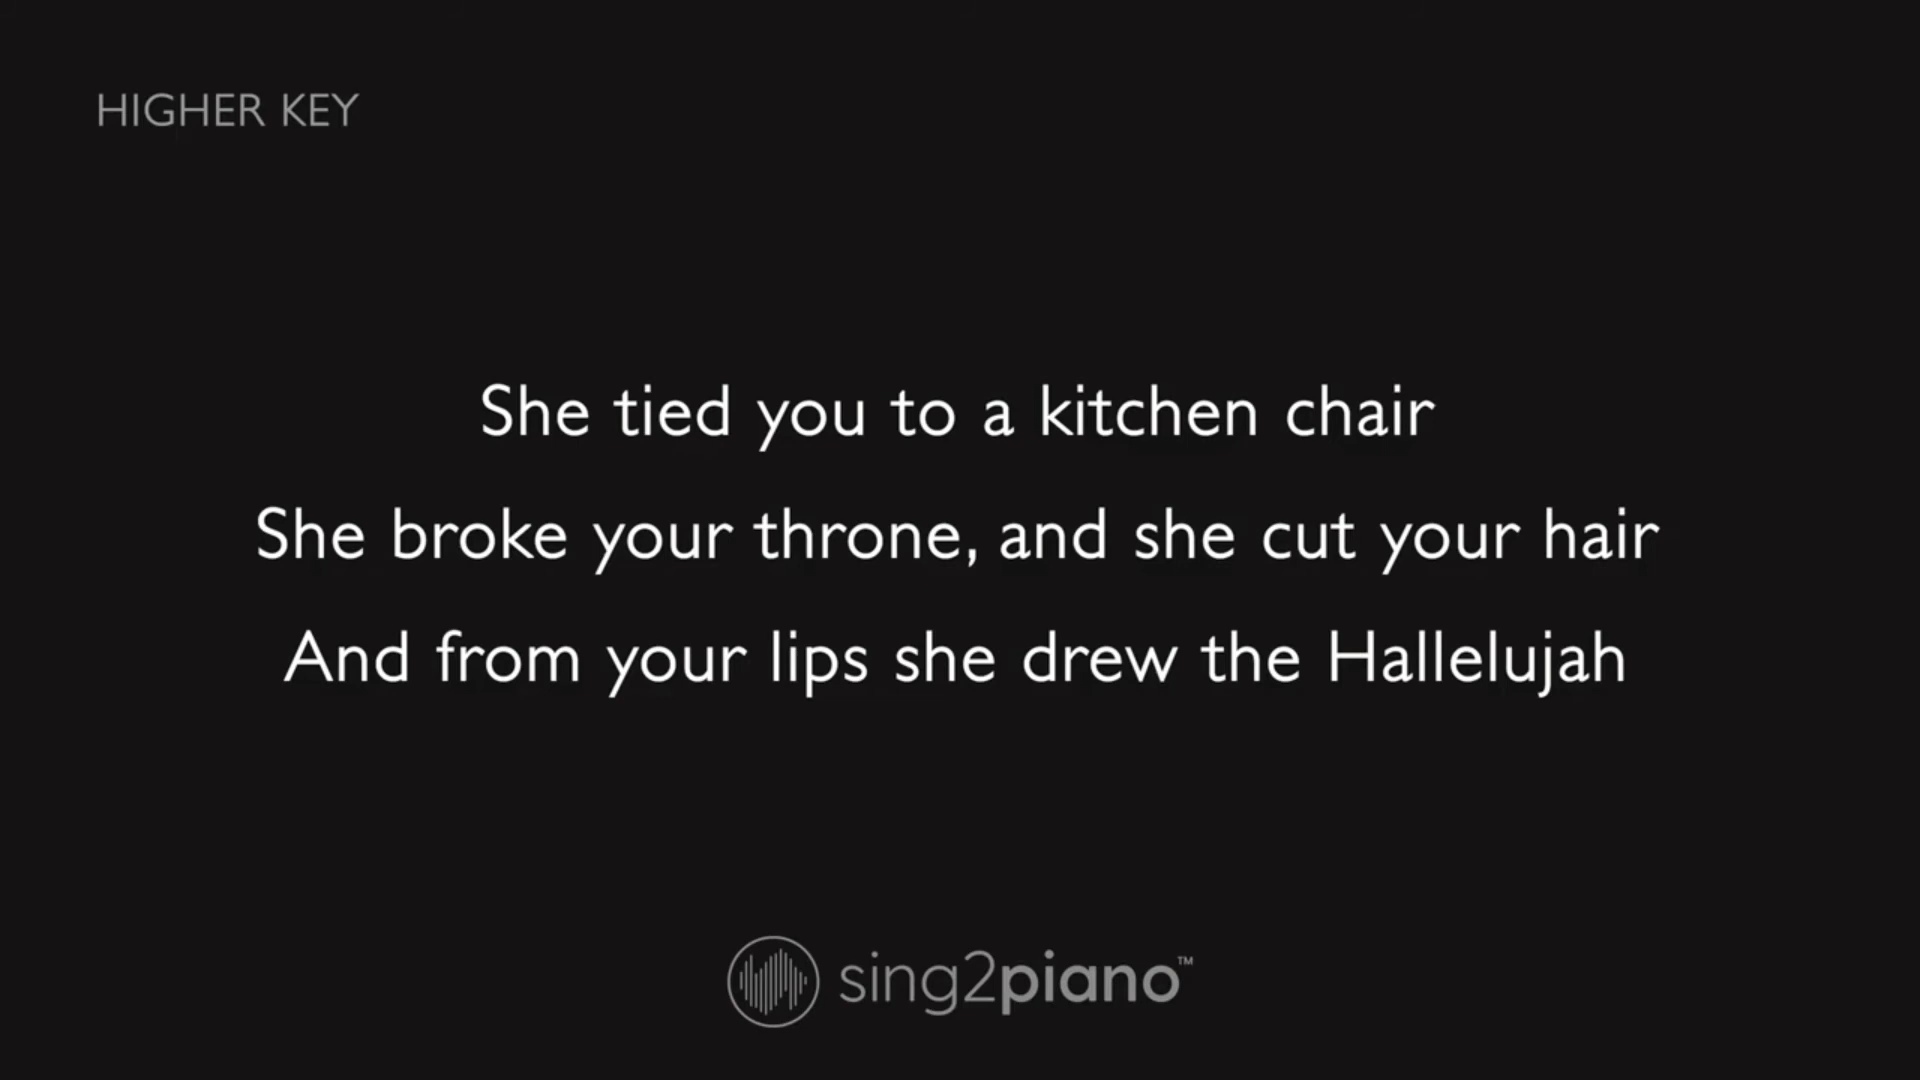 HIGHER KEY
She tied you to a kitchen chair
She broke your throne, and she cut your hair
And from your lips she drew the Hallelujah
sing2piano™